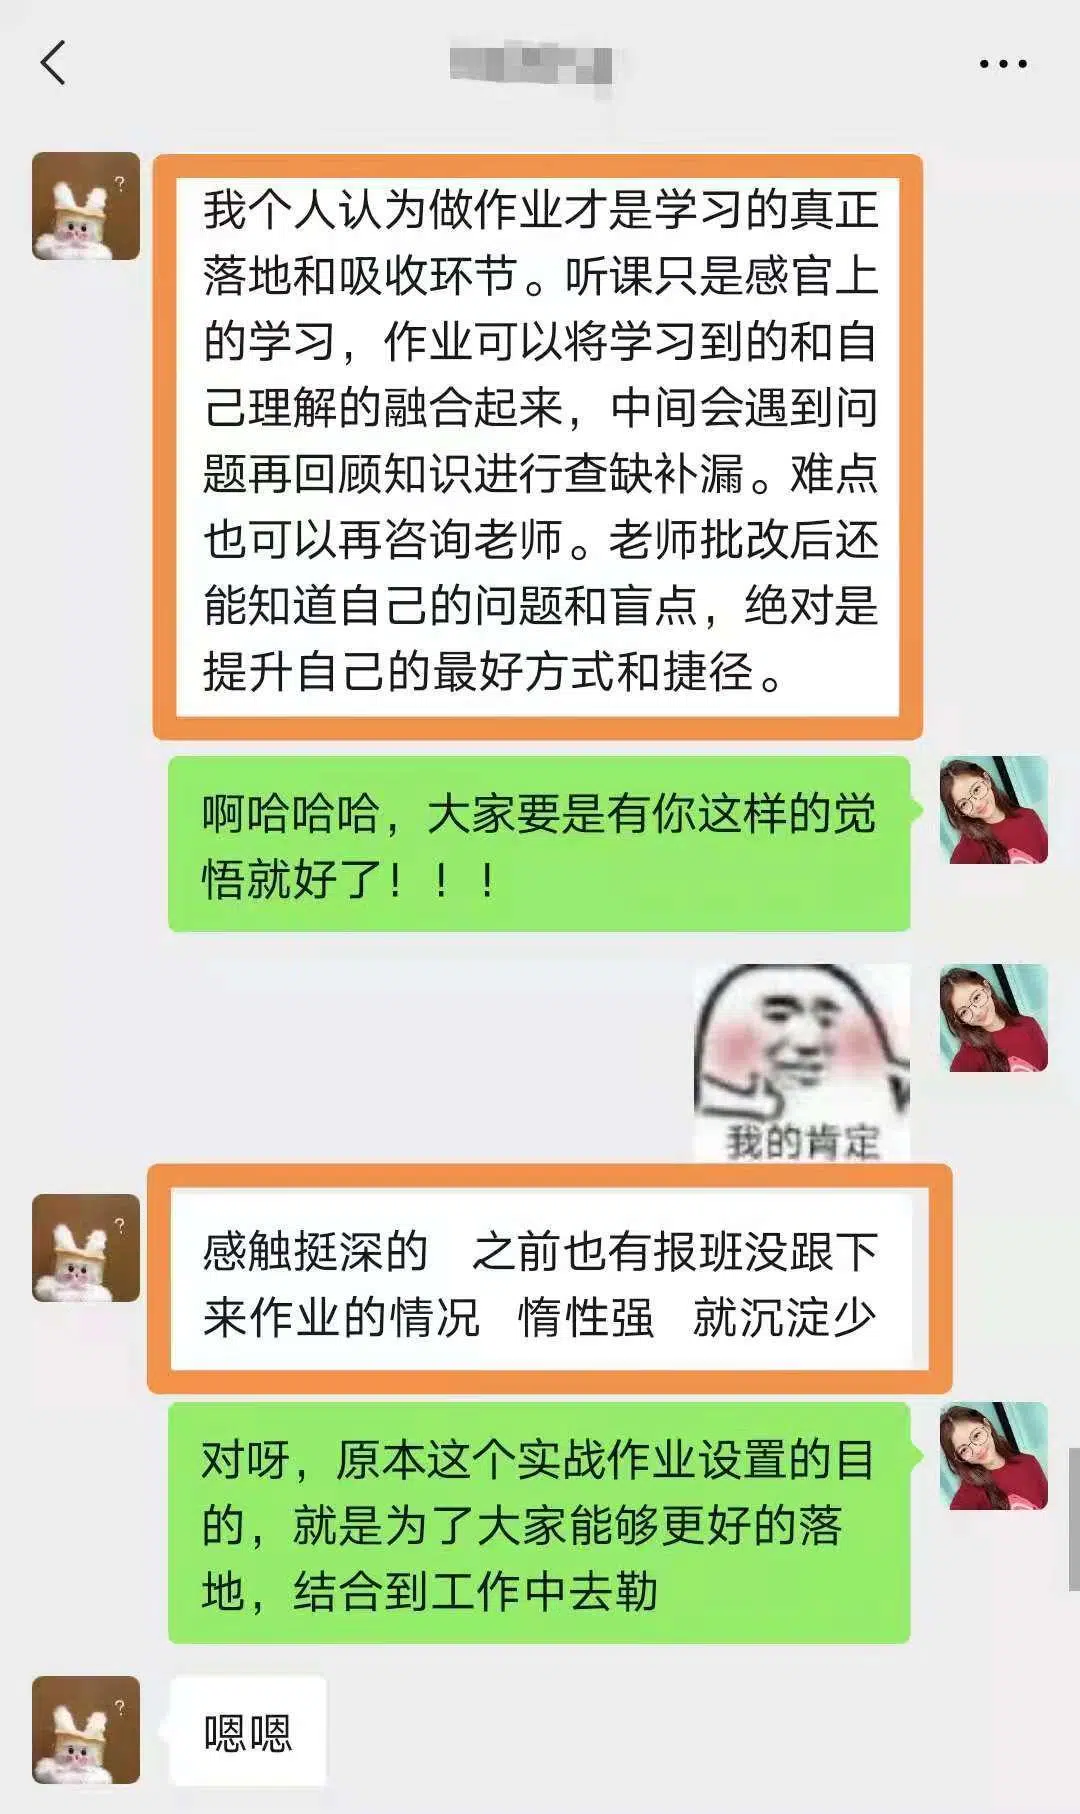 我个人认为做作业才是学习的真正
落地和吸收环节。听课只是感官上
的学习，作业可以将学习到的和自
己理解的融合起来，中间会遇到问
题再回顾知识进行查缺补漏。难点
也可以再咨询老师。老师批改后还
能知道自己的问题和盲点，绝对是
提升自己的最好方式和捷径。
啊哈哈哈，大家要是有你这样的觉
悟就好了！！！
我的肯定
感触挺深的 之前也有报班没跟下
来作业的情况 惰性强 就沉淀少
对呀，原本这个实战作业设置的目
的，就是为了大家能够更好的落
地，结合到工作中去勒
嗯嗯